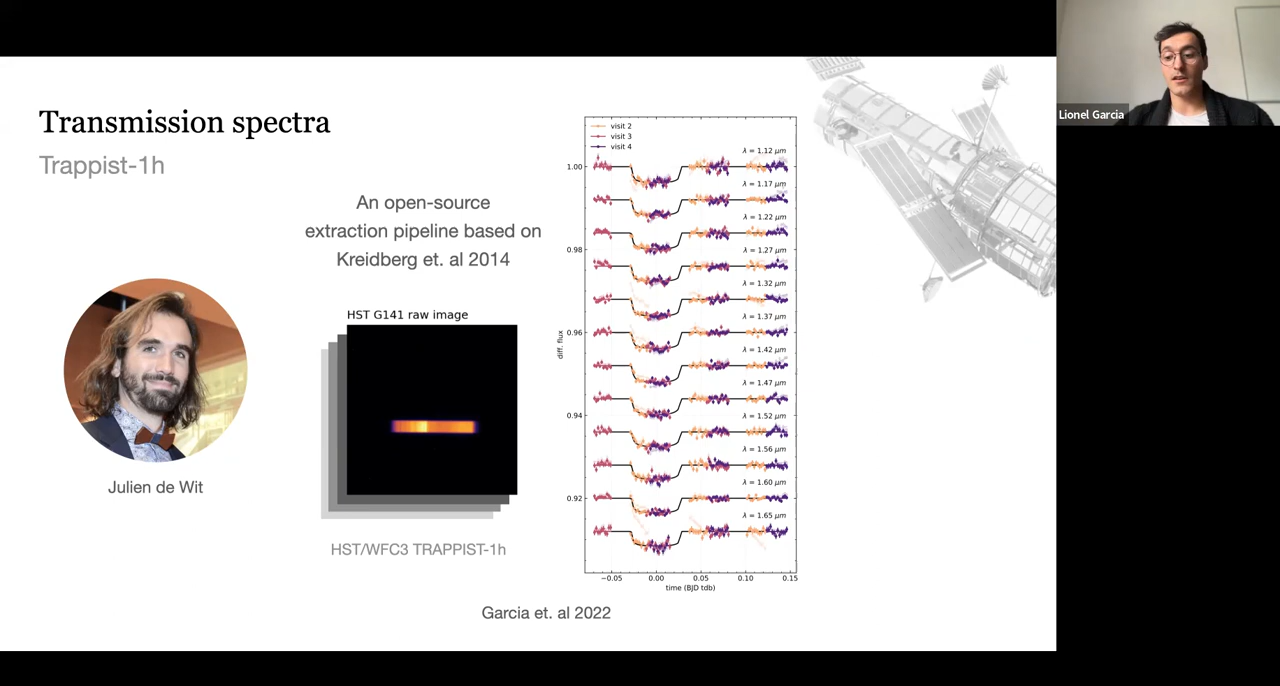 Transmission spectra
Trappist-1h
An open-source
extraction pipeline based on
Kreidberg et. al 2014
HST G141 raw image
Julien de Wit
HST/WFC3 TRAPPIST-1h
visit 2
visit 3
visit 4
λ = 1.12 μm
λ = 1.17 μm
λ = 1.22 μm
λ = 1.27 μm
λ = 1.32 μm
λ = 1.37 μm
λ = 1.42 μm
λ = 1.47 μm
λ = 1.52 μm
λ = 1.56 μm
λ = 1.60 μm
λ = 1.65 μm
1.00
0.98
0.96
0.94
0.92
diff. flux
−0.05
0.00
0.05
0.10
0.15
time (BJD tdb)
Garcia et. al 2022
Lionel Garcia